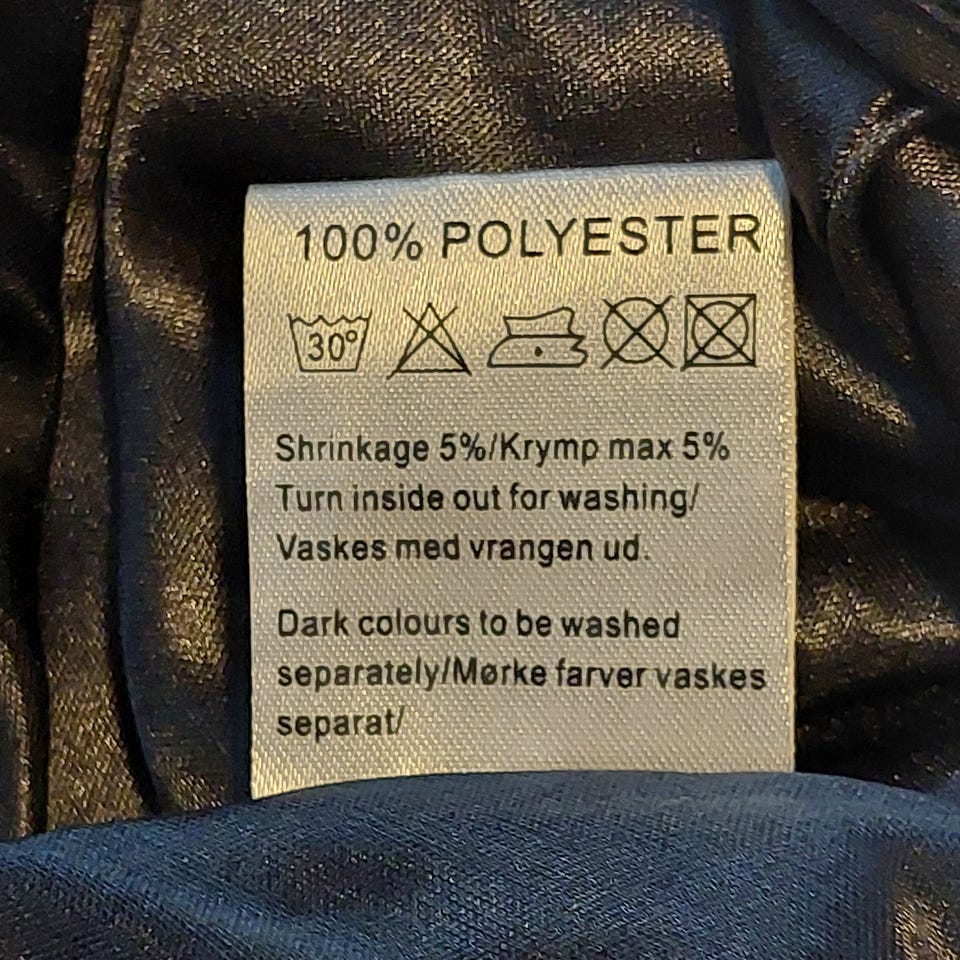 100% POLYESTER
30°
Shrinkage 5%/Krymp max 5%
Turn inside out for washing/
Vaskes med vrangen ud.
Dark colours to be washed
separately/Mørke farver vaskes
separat/